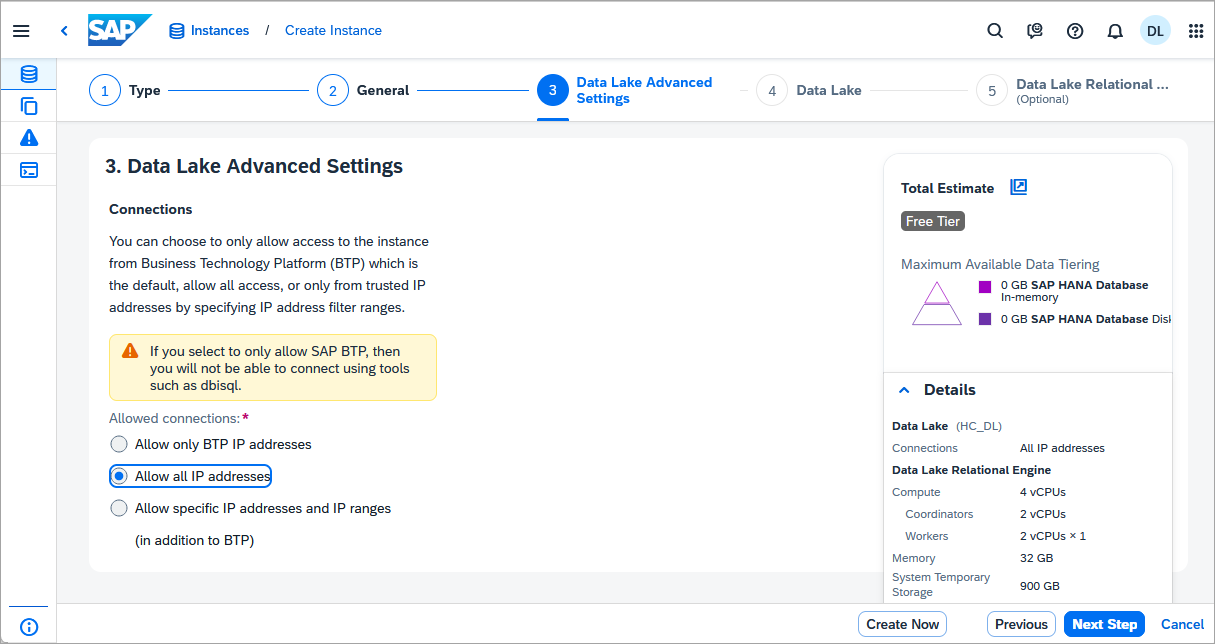 SAP
Instances / Create Instance
DL
1 Type
2 General
3 Data Lake Advanced
Settings
4 Data Lake
5 Data Lake Relational ...
(Optional)
3. Data Lake Advanced Settings
Connections
You can choose to only allow access to the instance
from Business Technology Platform (BTP) which is
the default, allow all access, or only from trusted IP
addresses by specifying IP address filter ranges.
If you select to only allow SAP BTP, then
you will not be able to connect using tools
such as dbisql.
Allowed connections:*
Allow only BTP IP addresses
Allow all IP addresses
Allow specific IP addresses and IP ranges
(in addition to BTP)
Total Estimate
Free Tier
Maximum Available Data Tiering
0 GB SAP HANA Database
In-memory
0 GB SAP HANA Database Disk
Details
Data Lake (HC_DL)
Connections All IP addresses
Data Lake Relational Engine
Compute 4 vCPUs
Coordinators 2 vCPUs
Workers 2 vCPUs × 1
Memory 32 GB
System Temporary
Storage 900 GB
Create Now
Previous
Next Step
Cancel